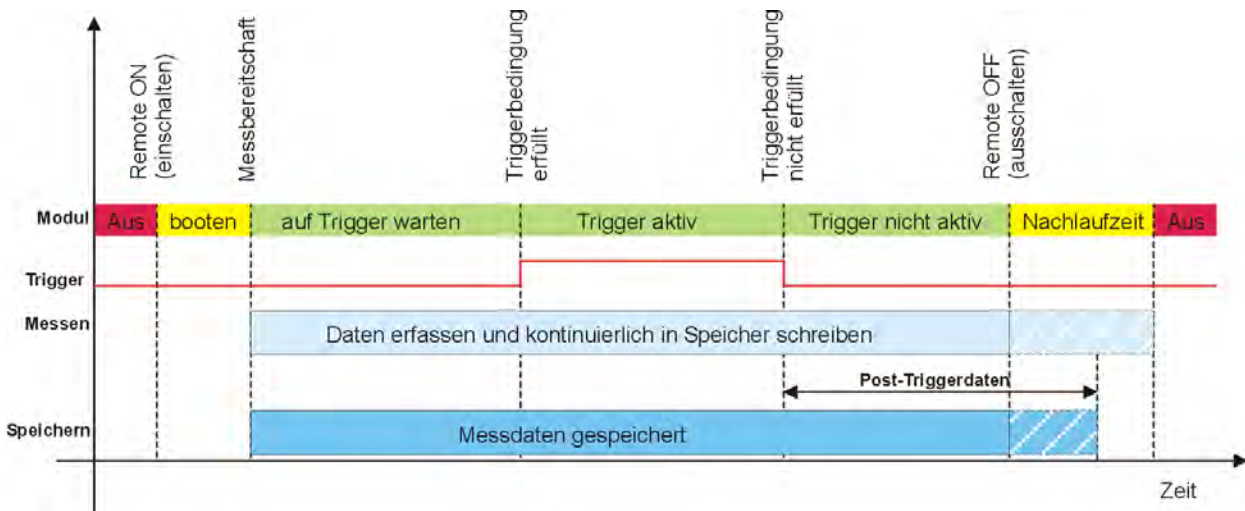 Remote ON
(einschalten)
Messbereitschaft
Triggerbedingung
erfüllt
Triggerbedingung
nicht erfüllt
Remote OFF
(ausschalten)
Modul
Aus
booten
auf Trigger warten
Trigger aktiv
Trigger nicht aktiv
Nachlaufzeit
Aus
Trigger
Messen
Daten erfassen und kontinuierlich in Speicher schreiben
Post-Triggerdaten
Speichern
Messdaten gespeichert
Zeit